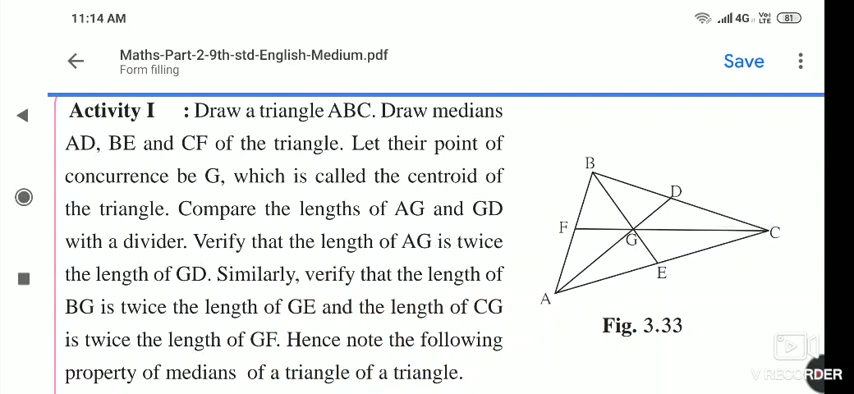 11:14 AM
4G Vo) LTE 81
Maths-Part-2-9th-std-English-Medium.pdf
Form filling
Save
Activity I : Draw a triangle ABC. Draw medians
AD, BE and CF of the triangle. Let their point of
concurrence be G, which is called the centroid of
the triangle. Compare the lengths of AG and GD
with a divider. Verify that the length of AG is twice
the length of GD. Similarly, verify that the length of
BG is twice the length of GE and the length of CG
is twice the length of GF. Hence note the following
property of medians of a triangle of a triangle.
B
D
F
G
C
E
A
Fig. 3.33
V RECORDER